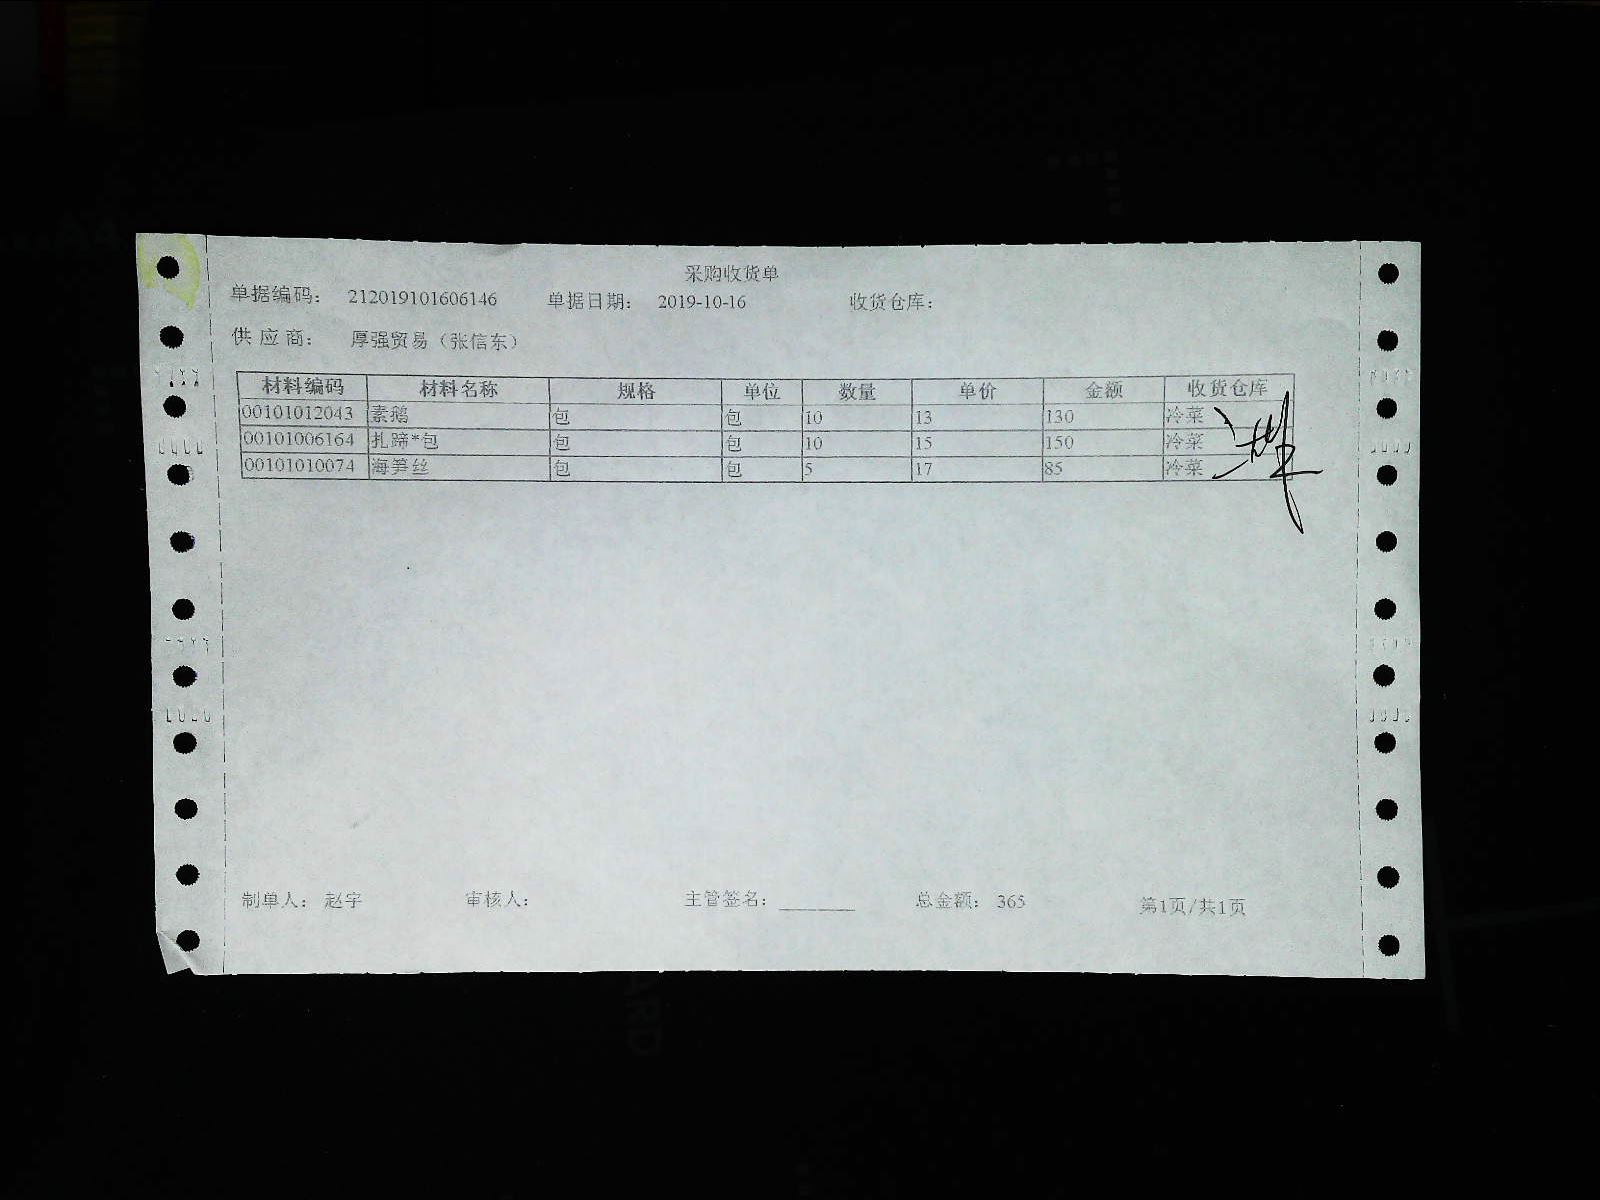 采购收货单
单据编码： 212019101606146 单据日期： 2019-10-16 收货仓库：
供应商： 厚强贸易（张信东）
材料编码 材料名称 规格 单位 数量 单价 金额 收货仓库
00101012043 素鹅 包 包 10 13 130 冷菜
00101006164 扎蹄*包 包 包 10 15 150 冷菜
00101010074 海笋丝 包 包 5 17 85 冷菜
制单人： 赵宇 审核人： 主管签名： 总金额： 365 第1页/共1页